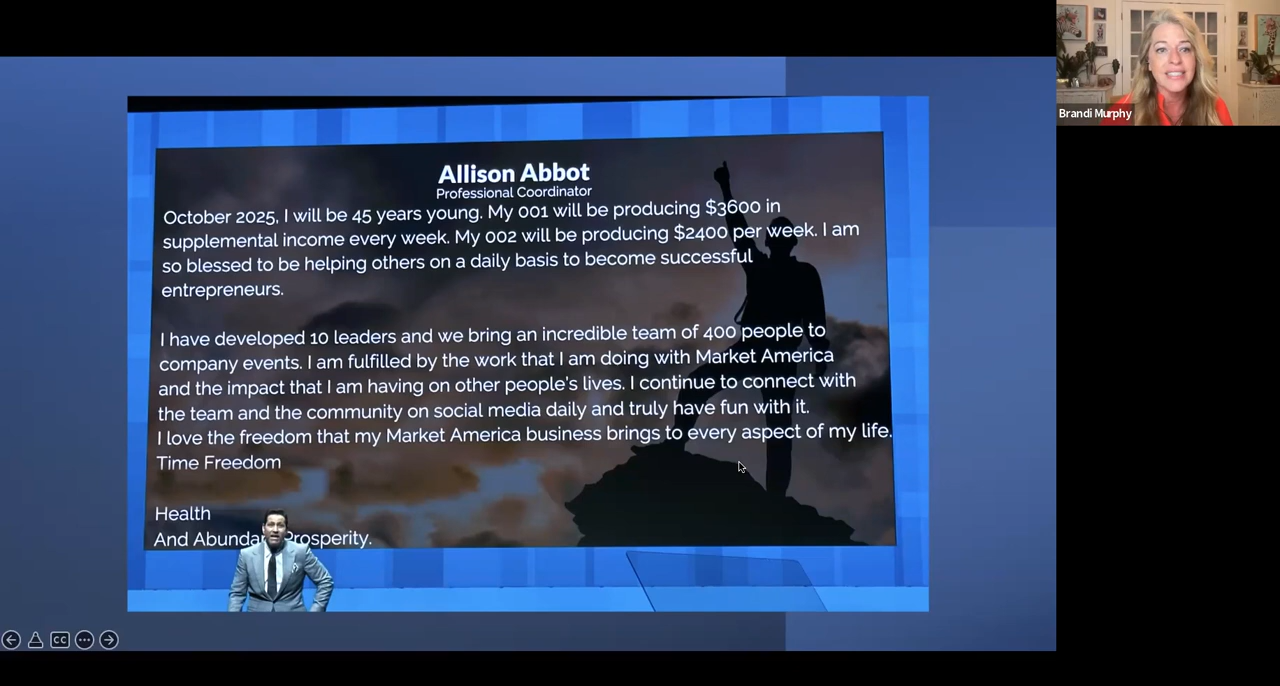 Allison Abbot
Professional Coordinator
October 2025, I will be 45 years young. My 001 will be producing $3600 in
supplemental income every week. My 002 will be producing $2400 per week. I am
so blessed to be helping others on a daily basis to become successful
entrepreneurs.
I have developed 10 leaders and we bring an incredible team of 400 people to
company events. I am fulfilled by the work that I am doing with Market America
and the impact that I am having on other people's lives. I continue to connect with
the team and the community on social media daily and truly have fun with it.
I love the freedom that my Market America business brings to every aspect of my life.
Time Freedom
Health
And Prosperity.
Brandi Murphy
CC